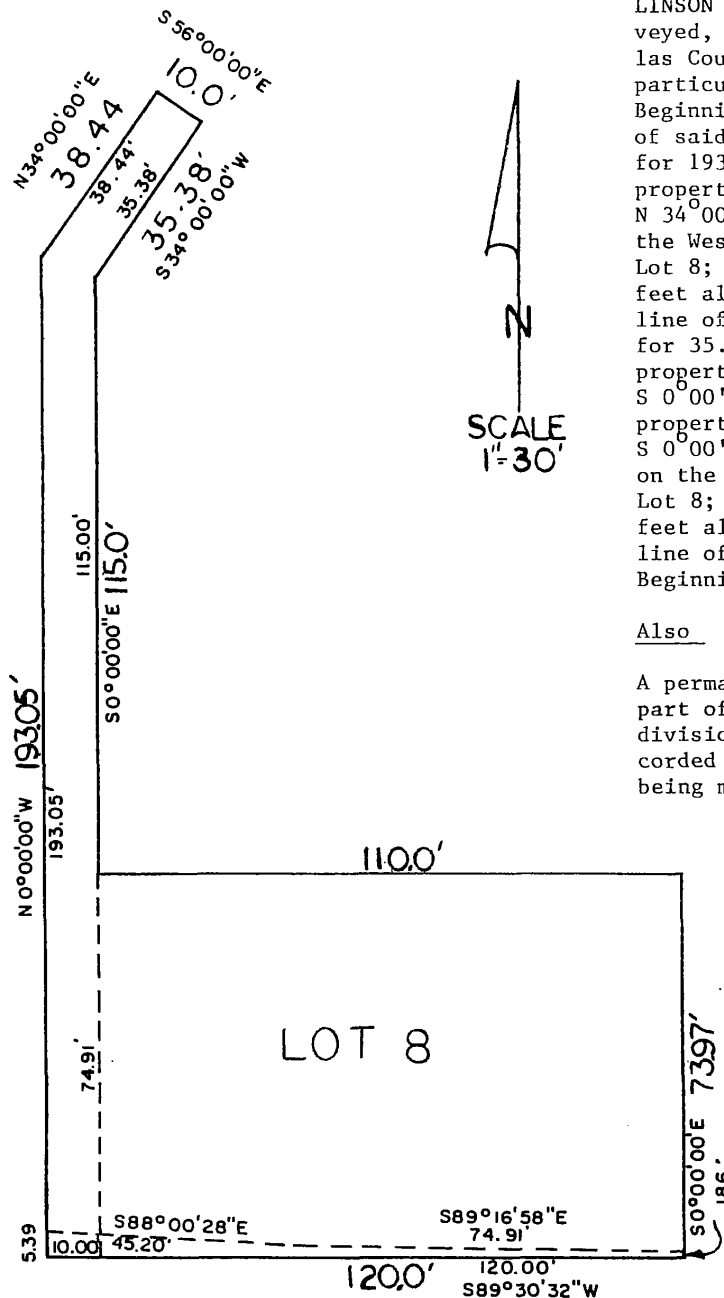 S 56°00'00"E
10.0'
N34°00'00"E
38.44
38.44'
35.38'
35.38'
S34°00'00"W
N
SCALE
1"=30'
115.00'
S0°00'00"E 115.0'
N 0°00'00"W 193.05'
193.05'
110.0'
LOT 8
74.91'
S0°00'00"E 73.97'
1.86'
5.39
S88°00'28"E
S89°16'58"E
10.00
45.20'
74.91'
120.0'
120.00'
S89°30'32"W
LINSON
veyed,
las Cou
particu
Beginni
of said
for 193
propert
N 34°00
the Wes
Lot 8;
feet al
line of
for 35.
propert
S 0°00'
propert
S 0°00'
on the
Lot 8;
feet al
line of
Beginni
Also
A perma
part of
divisio
corded
being m